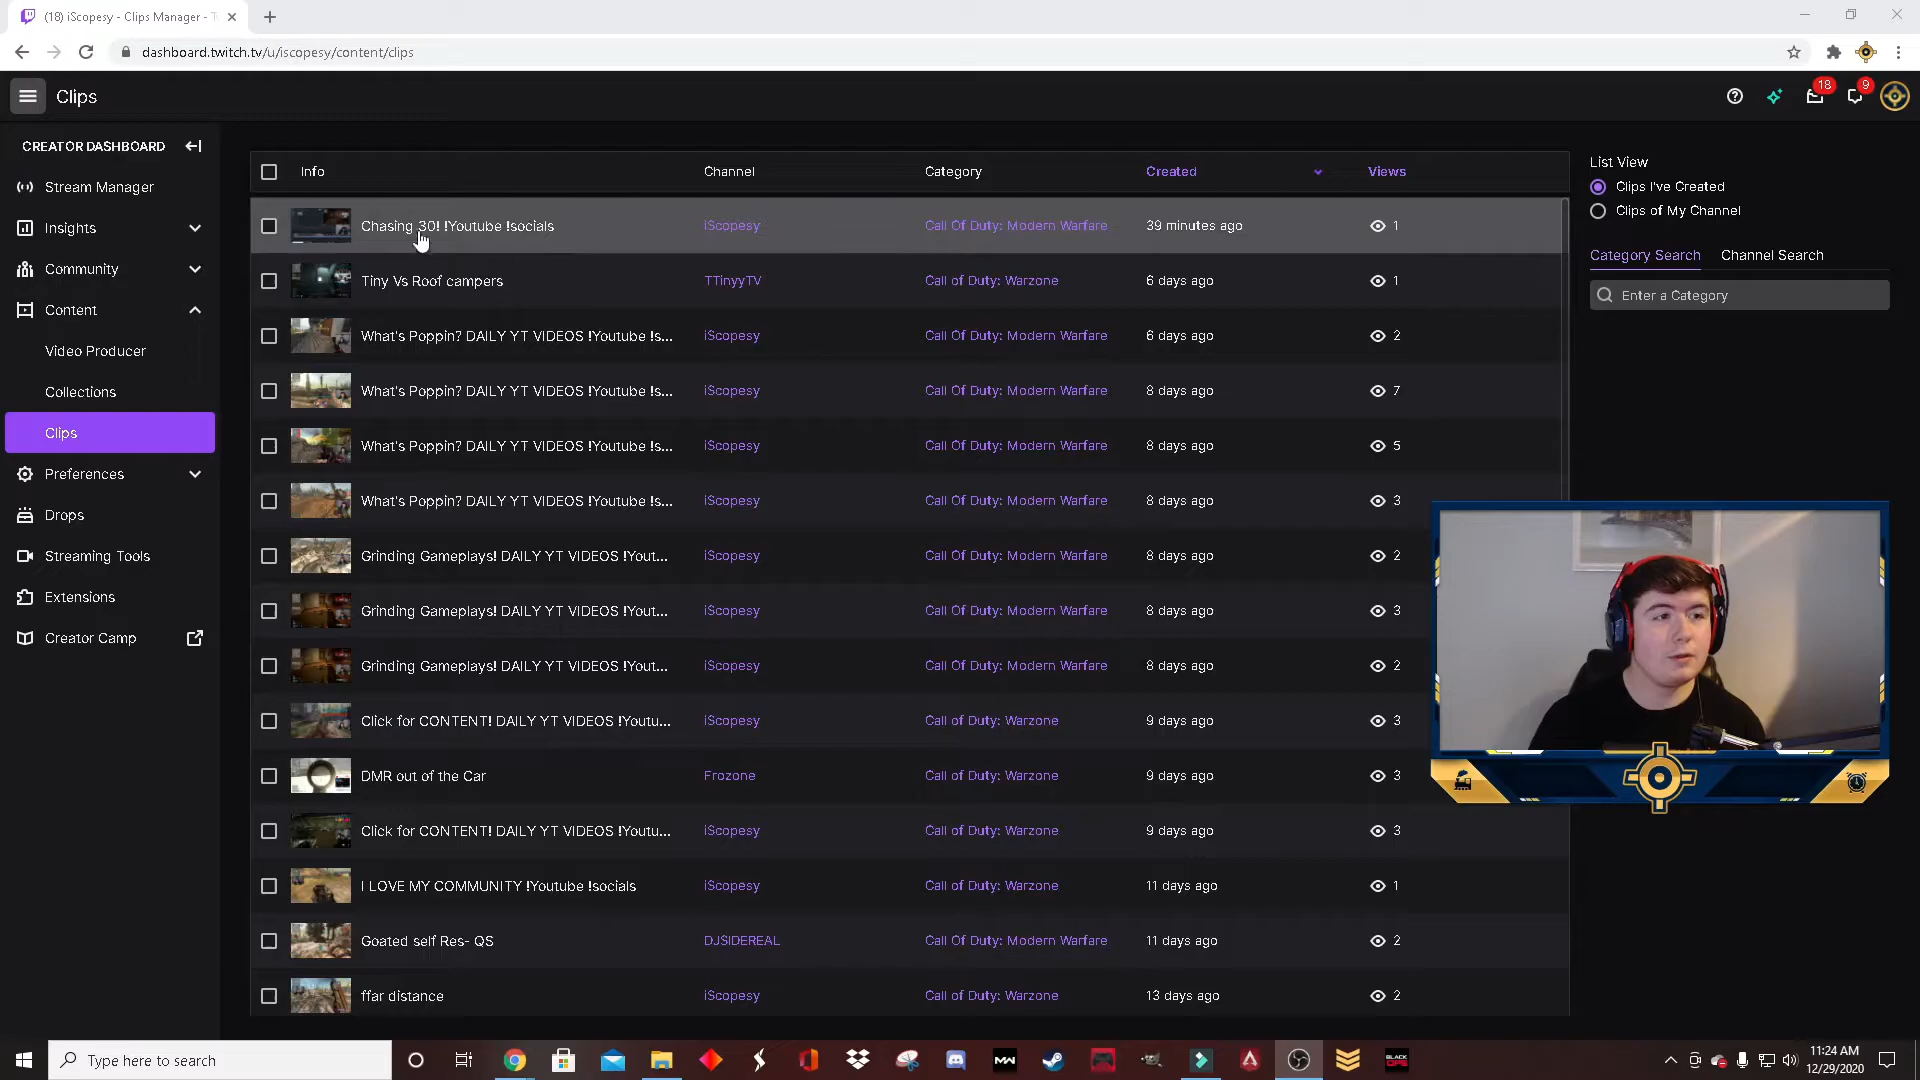 (18) iScopesy - Clips Manager - T
dashboard.twitch.tv/u/iscopesy/content/clips
Clips
18
9
CREATOR DASHBOARD
Stream Manager
Insights
Community
Content
Video Producer
Collections
Clips
Preferences
Drops
Streaming Tools
Extensions
Creator Camp
Info Channel Category Created Views
Chasing 30! !Youtube !socials iScopesy Call Of Duty: Modern Warfare 39 minutes ago 1
Tiny Vs Roof campers TTinyyTV Call of Duty: Warzone 6 days ago 1
What's Poppin? DAILY YT VIDEOS !Youtube !s... iScopesy Call Of Duty: Modern Warfare 6 days ago 2
What's Poppin? DAILY YT VIDEOS !Youtube !s... iScopesy Call Of Duty: Modern Warfare 8 days ago 7
What's Poppin? DAILY YT VIDEOS !Youtube !s... iScopesy Call Of Duty: Modern Warfare 8 days ago 5
What's Poppin? DAILY YT VIDEOS !Youtube !s... iScopesy Call Of Duty: Modern Warfare 8 days ago 3
Grinding Gameplays! DAILY YT VIDEOS !Yout... iScopesy Call Of Duty: Modern Warfare 8 days ago 2
Grinding Gameplays! DAILY YT VIDEOS !Yout... iScopesy Call Of Duty: Modern Warfare 8 days ago 3
Grinding Gameplays! DAILY YT VIDEOS !Yout... iScopesy Call Of Duty: Modern Warfare 8 days ago 2
Click for CONTENT! DAILY YT VIDEOS !Youtu... iScopesy Call of Duty: Warzone 9 days ago 3
DMR out of the Car Frozone Call of Duty: Warzone 9 days ago 3
Click for CONTENT! DAILY YT VIDEOS !Youtu... iScopesy Call of Duty: Warzone 9 days ago 3
I LOVE MY COMMUNITY !Youtube !socials iScopesy Call of Duty: Warzone 11 days ago 1
Goated self Res- QS DJSIDEREAL Call Of Duty: Modern Warfare 11 days ago 2
ffar distance iScopesy Call of Duty: Warzone 13 days ago 2
List View
Clips I've Created
Clips of My Channel
Category Search Channel Search
Enter a Category
Type here to search
MW
BLACK OPS
11:24 AM
12/29/2020